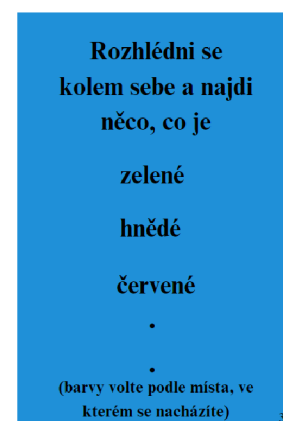 Rozhlédni se
kolem sebe a najdi
něco, co je
zelené
hnědé
červené
.
.
(barvy volte podle místa, ve
kterém se nacházíte)
3